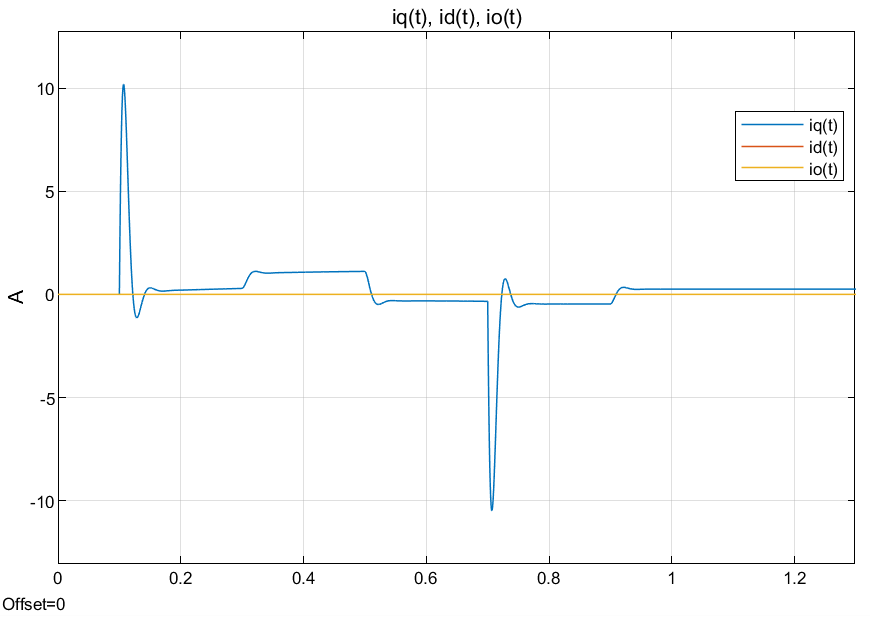 iq(t), id(t), io(t)
A
10
5
0
-5
-10
iq(t)
id(t)
io(t)
0 0.2 0.4 0.6 0.8 1 1.2
Offset=0